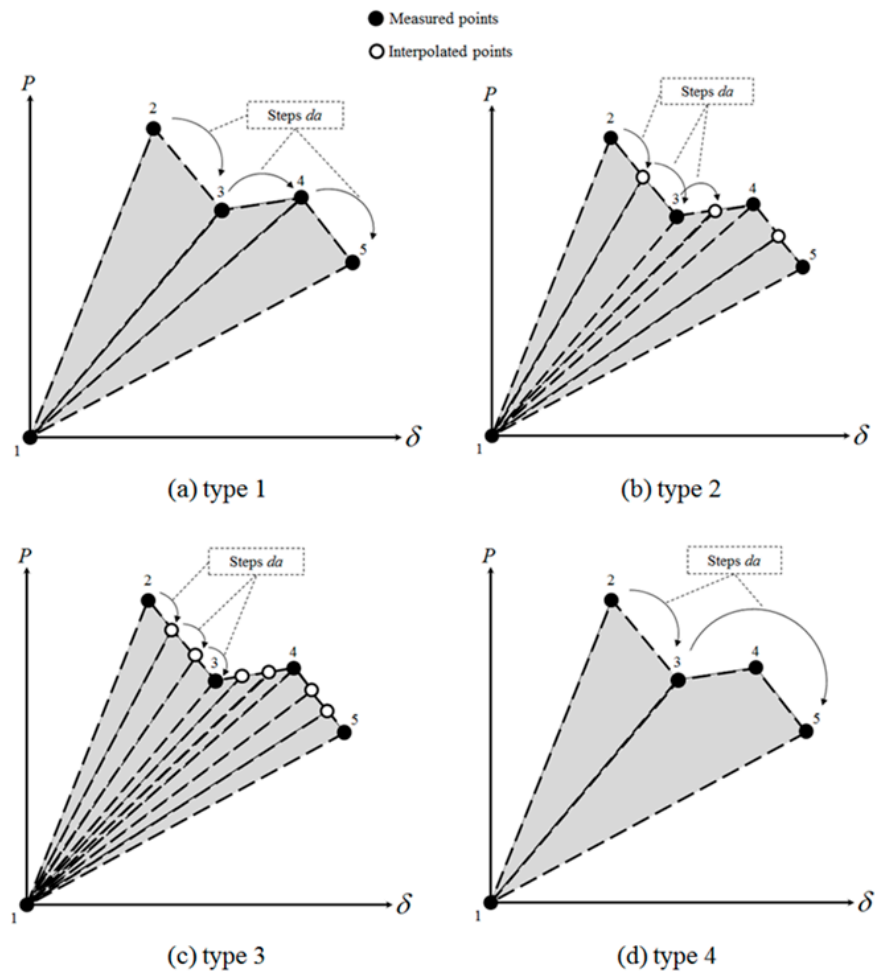 Measured points
Interpolated points
P
2
Steps da
3
4
5
1
δ
(a) type 1
P
2
Steps da
3
4
5
1
δ
(b) type 2
P
2
Steps da
3
4
5
1
δ
(c) type 3
P
2
Steps da
3
4
5
1
δ
(d) type 4